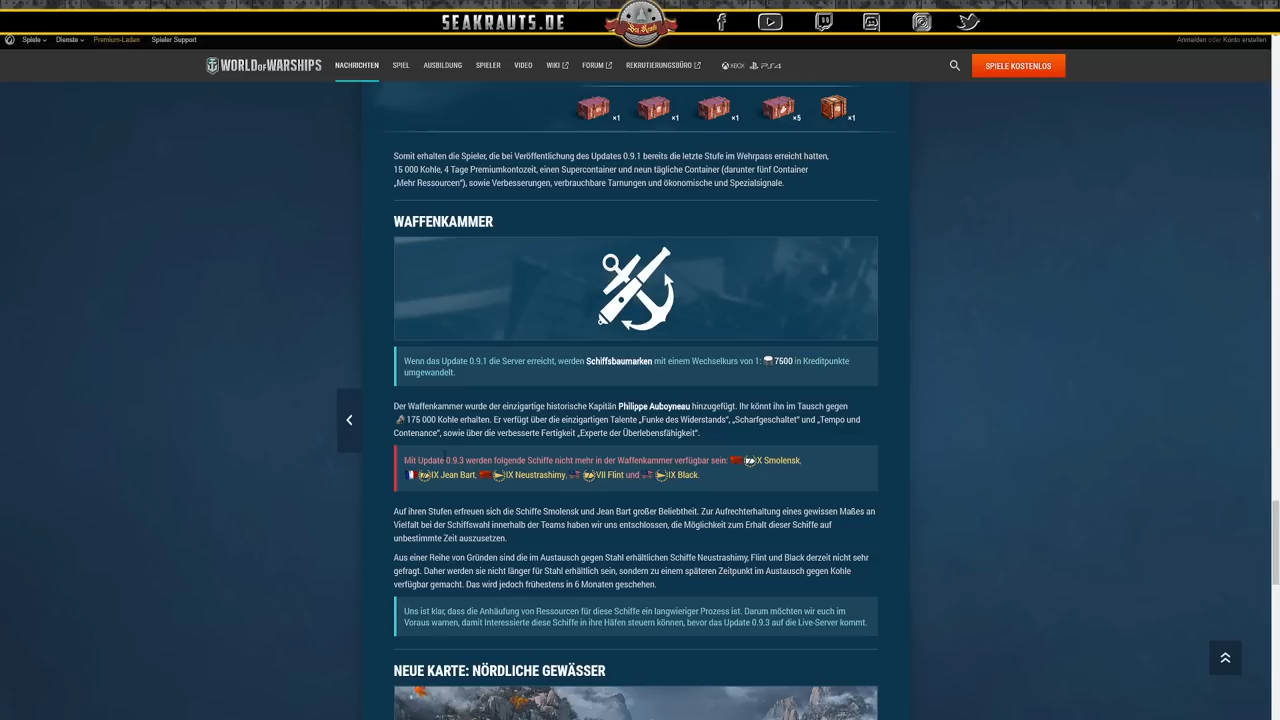 SEAKRAUTS.DE
Spiele
Dienste
Premium-Laden
Spieler Support
Anmelden oder Konto erstellen
WORLD OF WARSHIPS
NACHRICHTEN
SPIEL
AUSBILDUNG
SPIELER
VIDEO
WIKI
FORUM
REKRUTIERUNGSBÜRO
XBOX
PS4
SPIELE KOSTENLOS
×1
×1
×1
×5
×1
Somit erhalten die Spieler, die bei Veröffentlichung des Updates 0.9.1 bereits die letzte Stufe im Wehrpass erreicht hatten,
15 000 Kohle, 4 Tage Premiumkontozeit, einen Supercontainer und neun tägliche Container (darunter fünf Container
„Mehr Ressourcen“), sowie Verbesserungen, verbrauchbare Tarnungen und ökonomische und Spezialsignale.
WAFFENKAMMER
Wenn das Update 0.9.1 die Server erreicht, werden Schiffsbaumarken mit einem Wechselkurs von 1: 7500 in Kreditpunkte
umgewandelt.
Der Waffenkammer wurde der einzigartige historische Kapitän Philippe Auboyneau hinzugefügt. Ihr könnt ihn im Tausch gegen
175 000 Kohle erhalten. Er verfügt über die einzigartigen Talente „Funke des Widerstands“, „Scharfgeschaltet“ und „Tempo und
Contenance“, sowie über die verbesserte Fertigkeit „Experte der Überlebensfähigkeit“.
Mit Update 0.9.3 werden folgende Schiffe nicht mehr in der Waffenkammer verfügbar sein: X Smolensk,
IX Jean Bart, IX Neustrashimy, VII Flint und IX Black.
Auf ihren Stufen erfreuen sich die Schiffe Smolensk und Jean Bart großer Beliebtheit. Zur Aufrechterhaltung eines gewissen Maßes an
Vielfalt bei der Schiffswahl innerhalb der Teams haben wir uns entschlossen, die Möglichkeit zum Erhalt dieser Schiffe auf
unbestimmte Zeit auszusetzen.
Aus einer Reihe von Gründen sind die im Austausch gegen Stahl erhältlichen Schiffe Neustrashimy, Flint und Black derzeit nicht sehr
gefragt. Daher werden sie nicht länger für Stahl erhältlich sein, sondern zu einem späteren Zeitpunkt im Austausch gegen Kohle
verfügbar gemacht. Das wird jedoch frühestens in 6 Monaten geschehen.
Uns ist klar, dass die Anhäufung von Ressourcen für diese Schiffe ein langwieriger Prozess ist. Darum möchten wir euch im
Voraus warnen, damit Interessierte diese Schiffe in ihre Häfen steuern können, bevor das Update 0.9.3 auf die Live-Server kommt.
NEUE KARTE: NÖRDLICHE GEWÄSSER